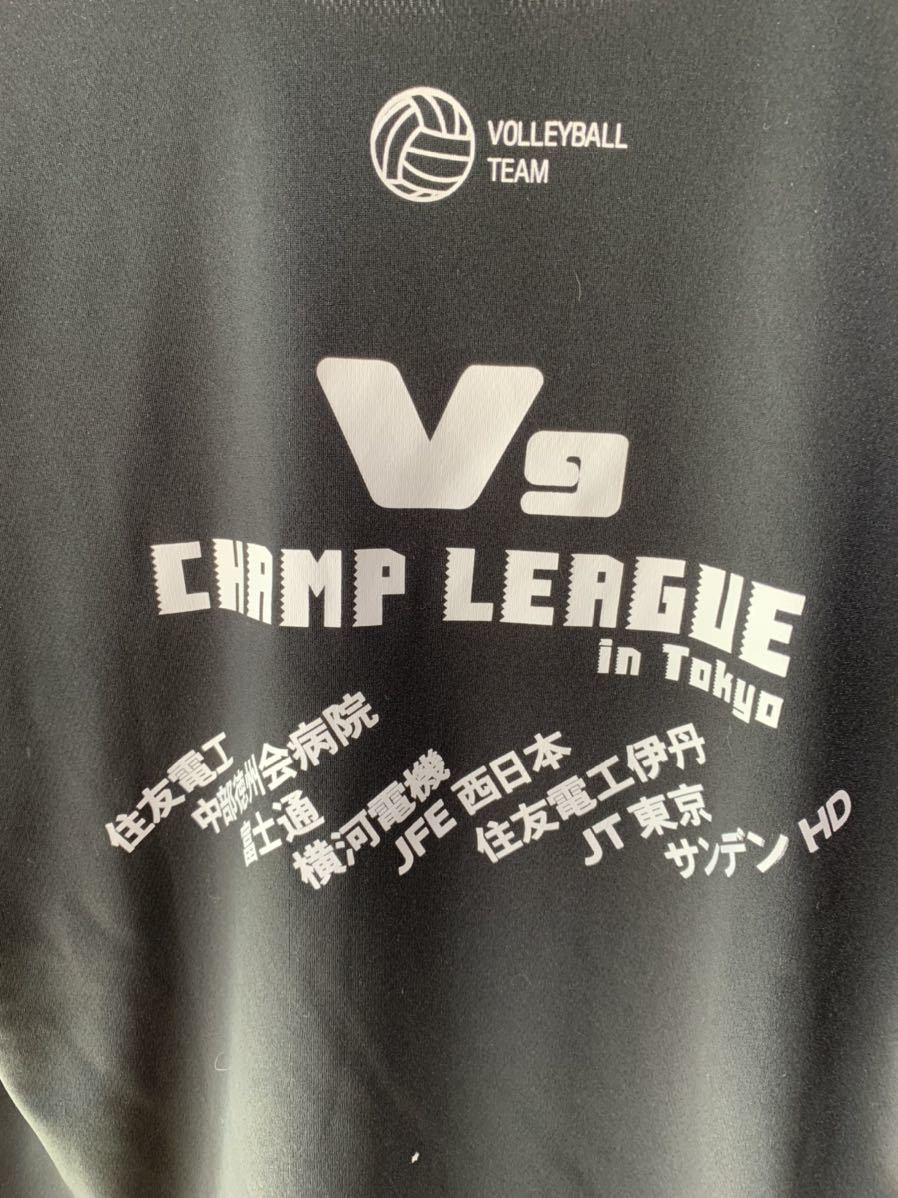 VOLLEYBALL
TEAM
V9
CHAMP LEAGUE
in Tokyo
住友電工
中部徳州会病院
富士通
横河電機
JFE 西日本
住友電工伊丹
JT 東京
サンデン HD